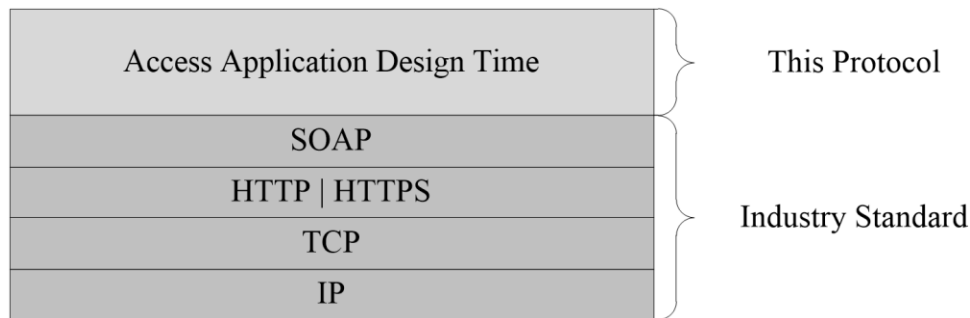 Access Application Design Time
This Protocol
SOAP
HTTP | HTTPS
TCP
IP
Industry Standard